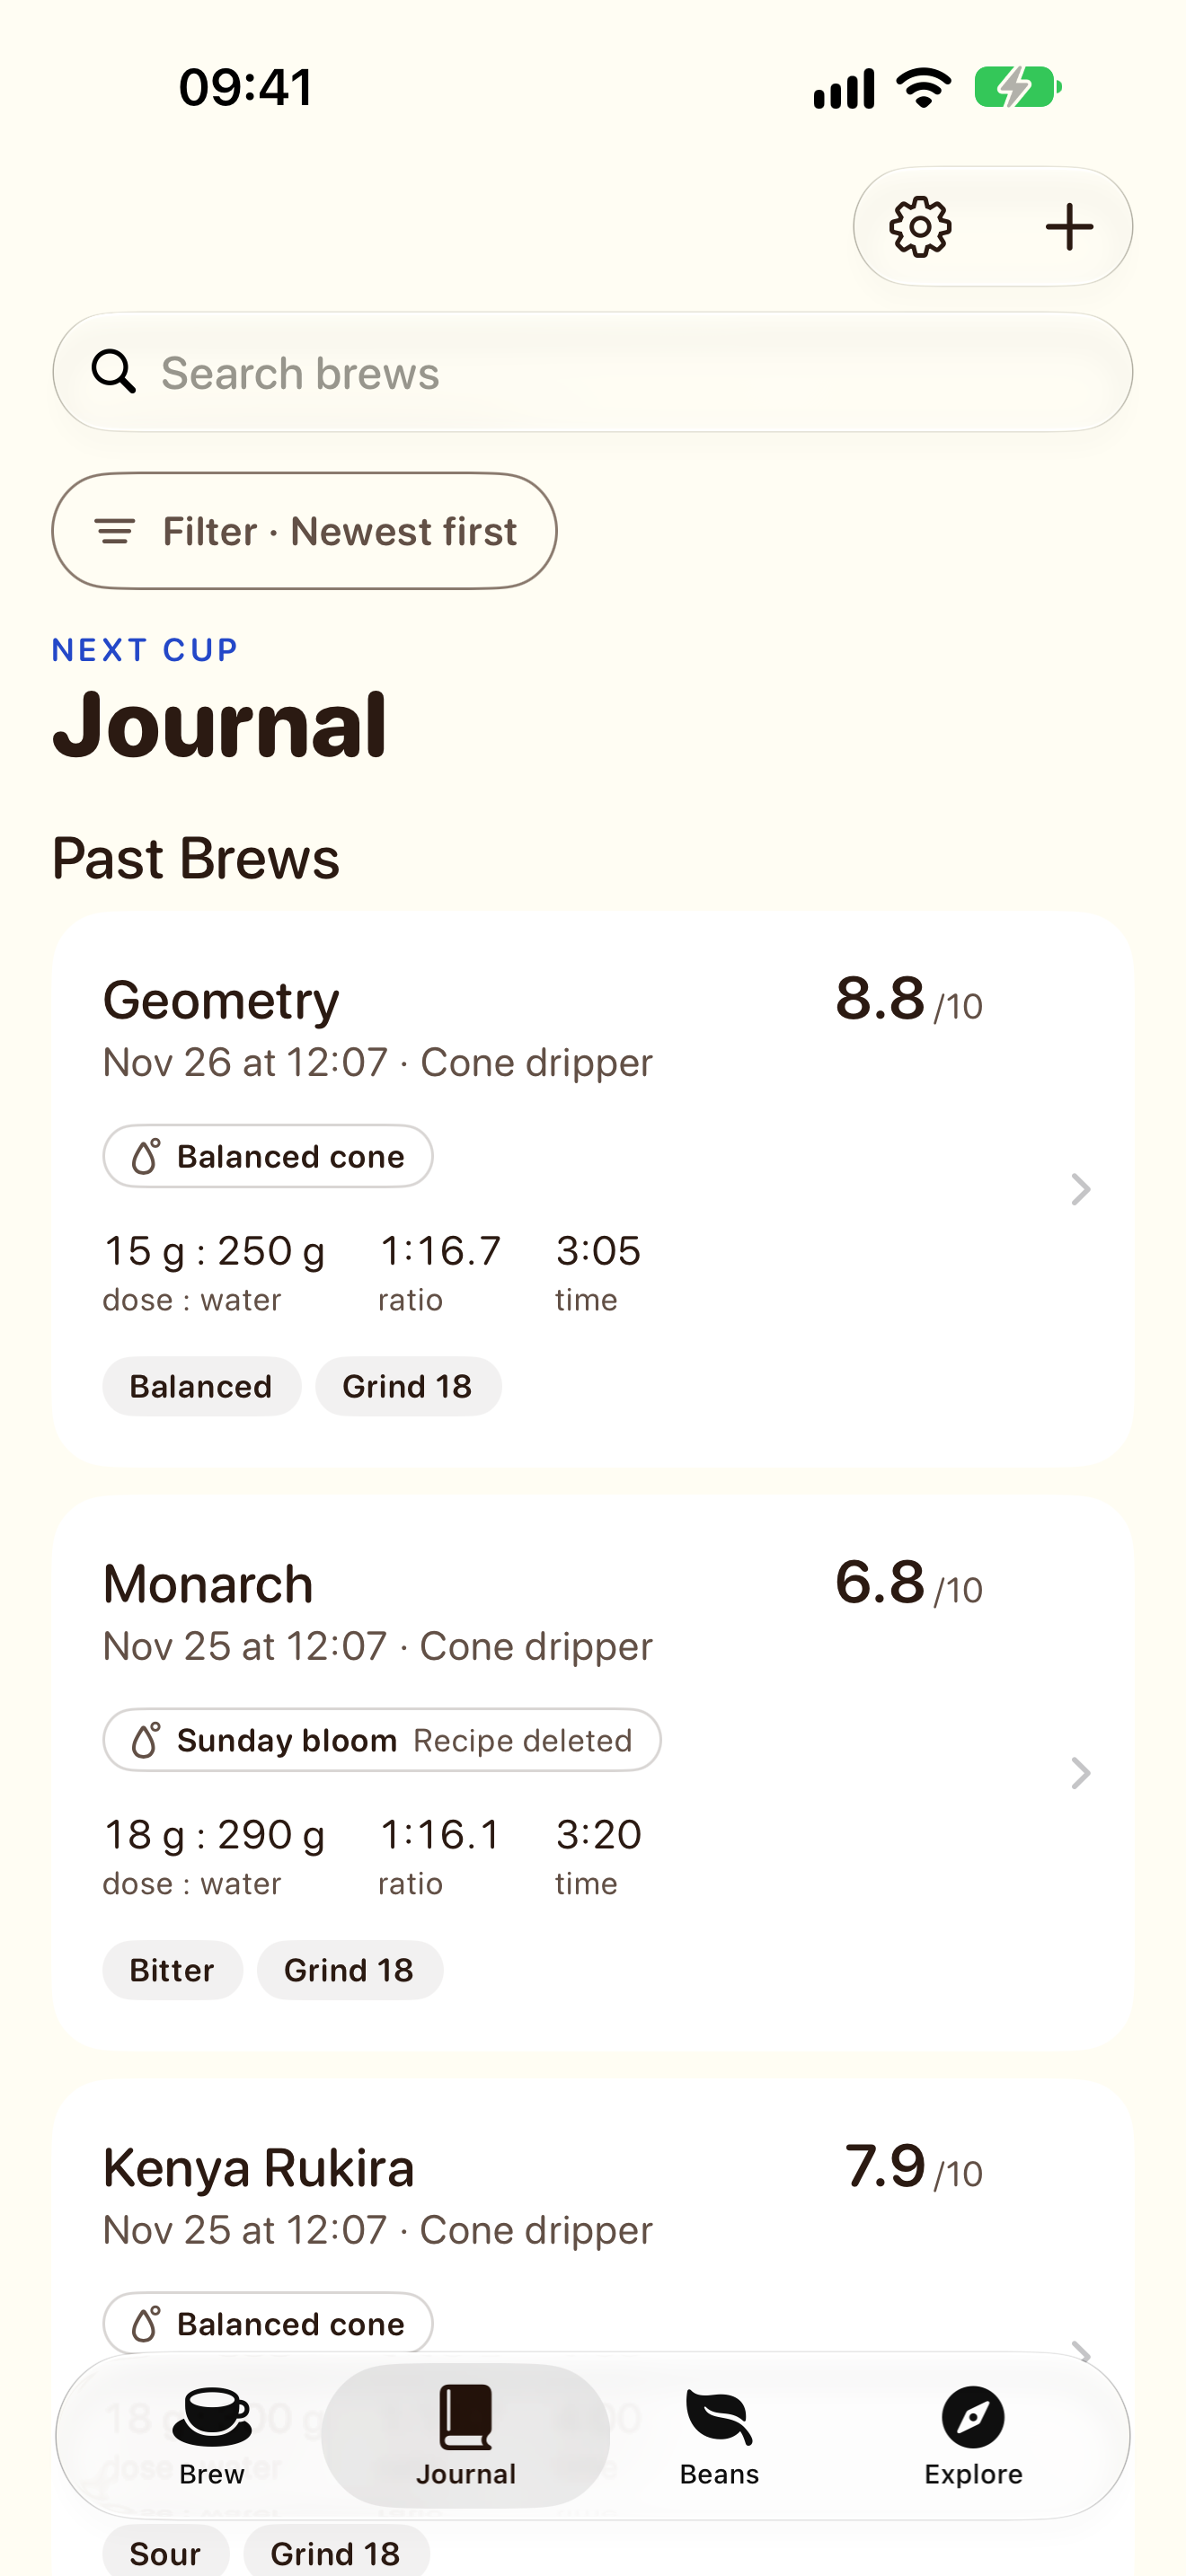 09:41
Search brews
Filter · Newest first
NEXT CUP
Journal
Past Brews
Geometry 8.8 /10
Nov 26 at 12:07 · Cone dripper
Balanced cone
15 g : 250 g 1:16.7 3:05
dose : water ratio time
Balanced Grind 18
Monarch 6.8 /10
Nov 25 at 12:07 · Cone dripper
Sunday bloom Recipe deleted
18 g : 290 g 1:16.1 3:20
dose : water ratio time
Bitter Grind 18
Kenya Rukira 7.9 /10
Nov 25 at 12:07 · Cone dripper
Balanced cone
Brew Journal Beans Explore
Sour Grind 18